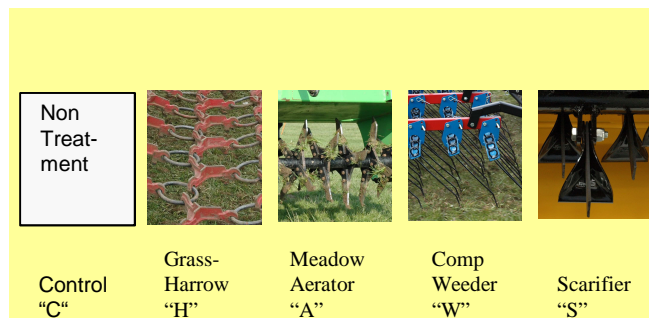 Non
Treat-
ment
Control
"C“
Grass-
Harrow
“H”
Meadow
Aerator
“A”
Comp
Weeder
“W”
Scarifier
“S”